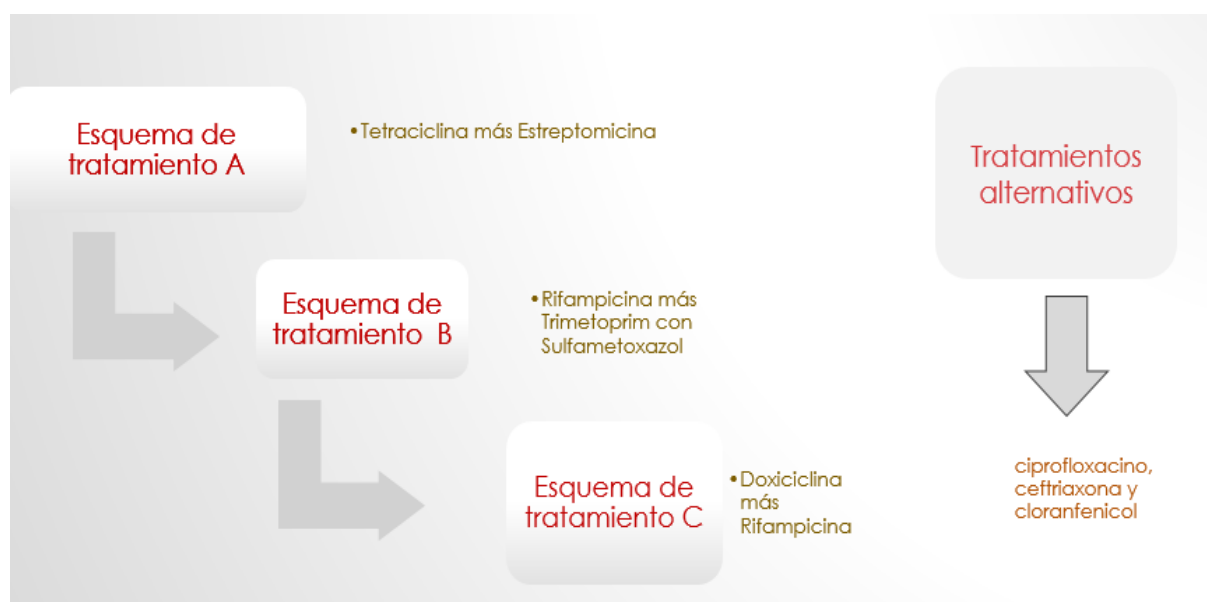 Esquema de
tratamiento A
•Tetraciclina más Estreptomicina
Esquema de
tratamiento B
•Rifampicina más
Trimetoprim con
Sulfametoxazol
Esquema de
tratamiento C
•Doxiciclina
más
Rifampicina
Tratamientos
alternativos
ciprofloxacino,
ceftriaxona y
cloranfenicol